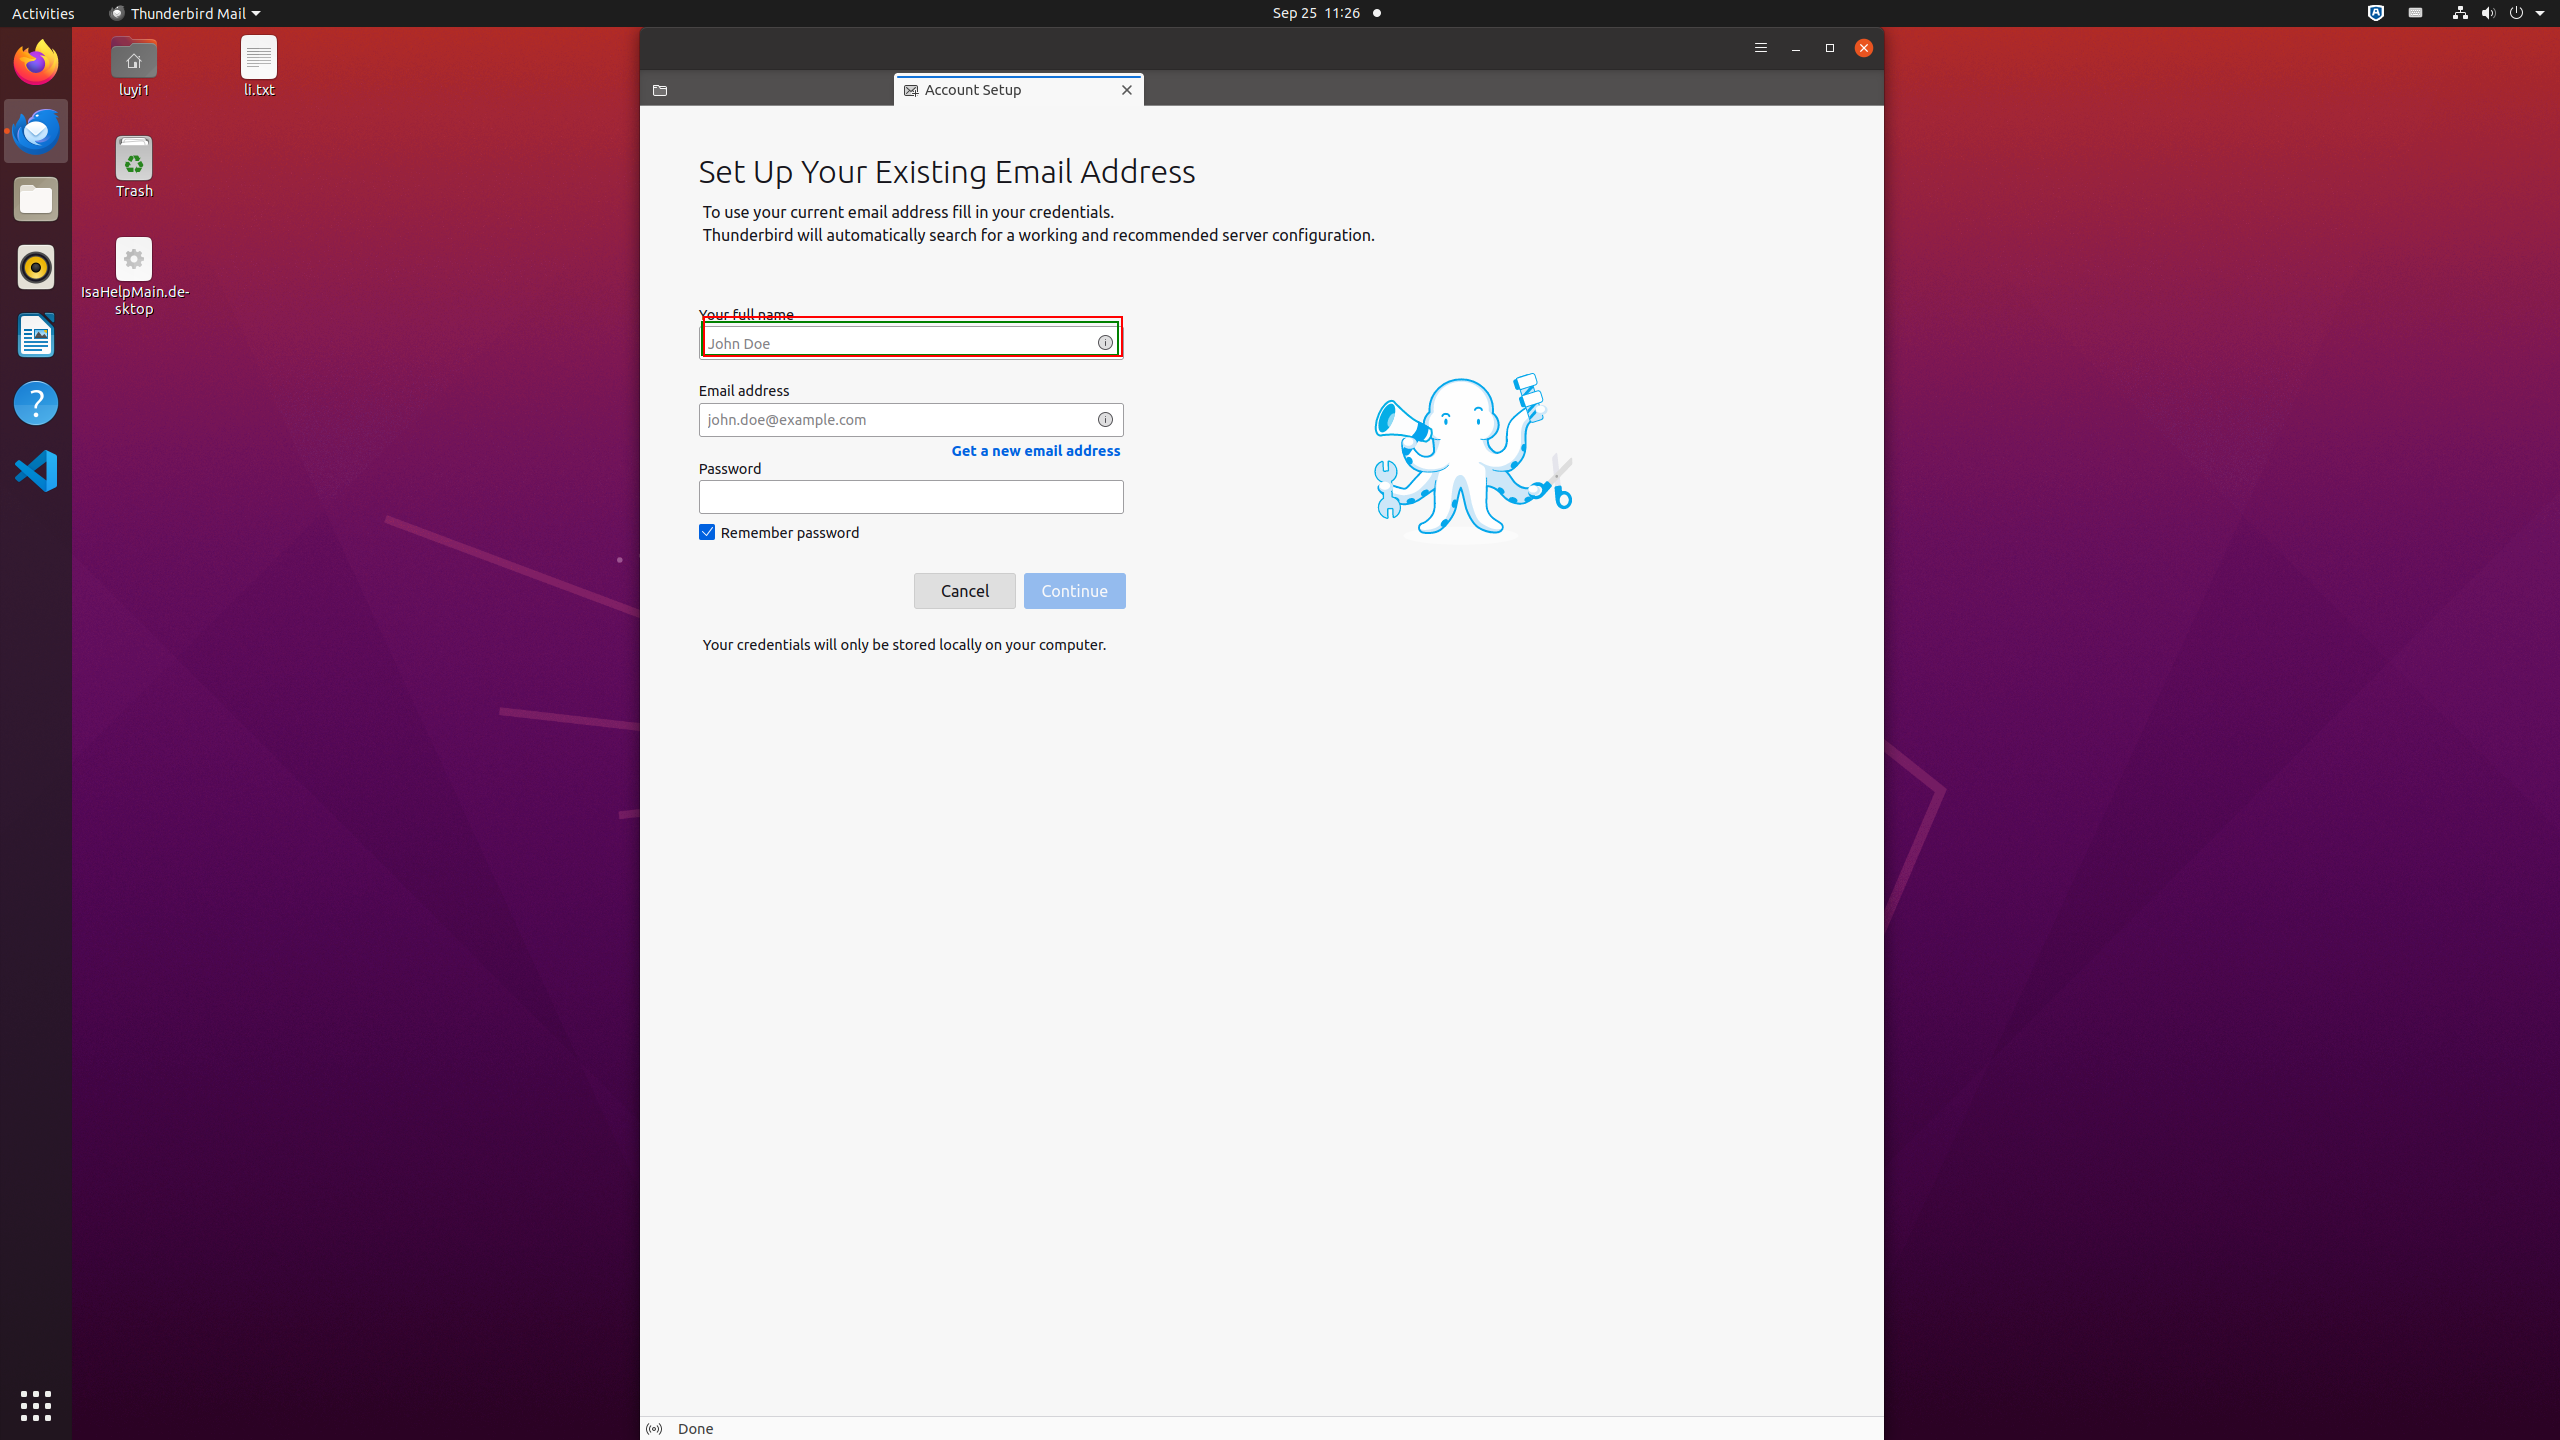 Activities
Thunderbird Mail
Sep 25 11:26
luyi1
li.txt
Trash
IsaHelpMain.de-
sktop
Account Setup
Set Up Your Existing Email Address
To use your current email address fill in your credentials.
Thunderbird will automatically search for a working and recommended server configuration.
Your full name
John Doe
Email address
john.doe@example.com
Get a new email address
Password
Remember password
Cancel
Continue
Your credentials will only be stored locally on your computer.
Done